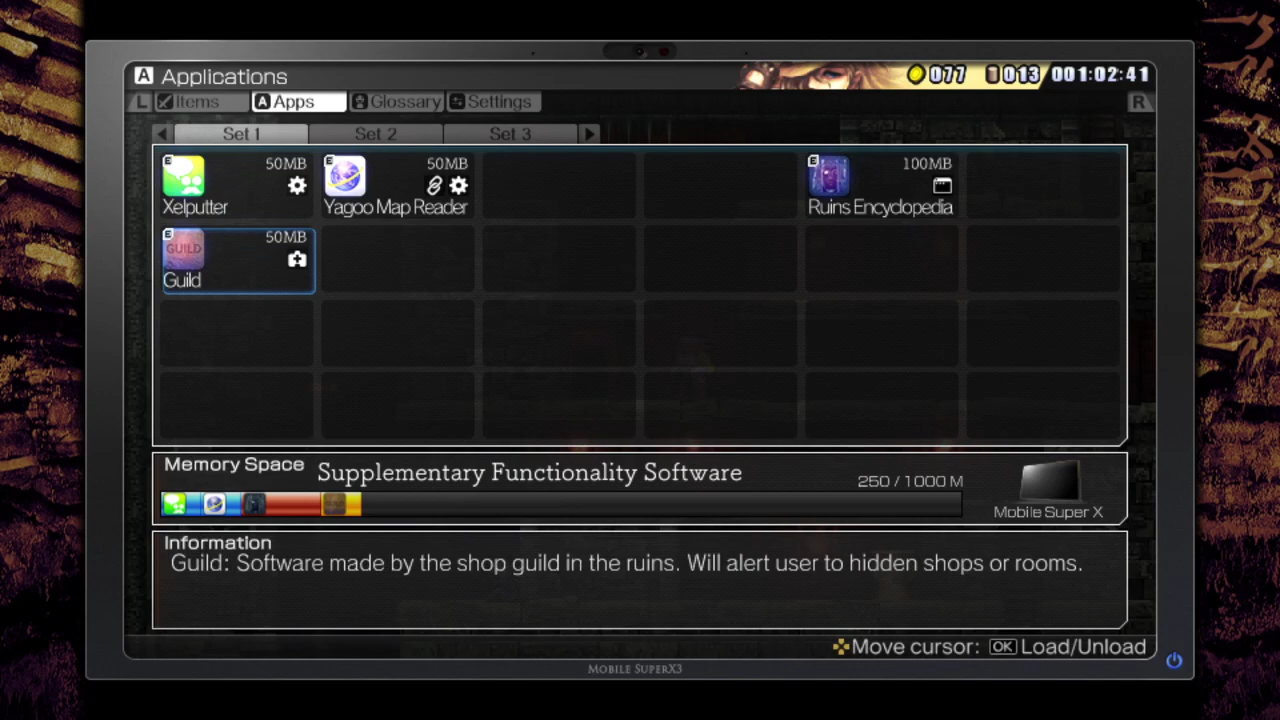 A Applications
077 013 001:02:41
L Items A Apps Glossary Settings R
Set 1 Set 2 Set 3
E 50MB E 50MB E 100MB
Xelputter Yagoo Map Reader Ruins Encyclopedia
E GUILD 50MB
Guild
Memory Space Supplementary Functionality Software
250 / 1000 M
Mobile Super X
Information
Guild: Software made by the shop guild in the ruins. Will alert user to hidden shops or rooms.
Move cursor: OK Load/Unload
MOBILE SUPERX3